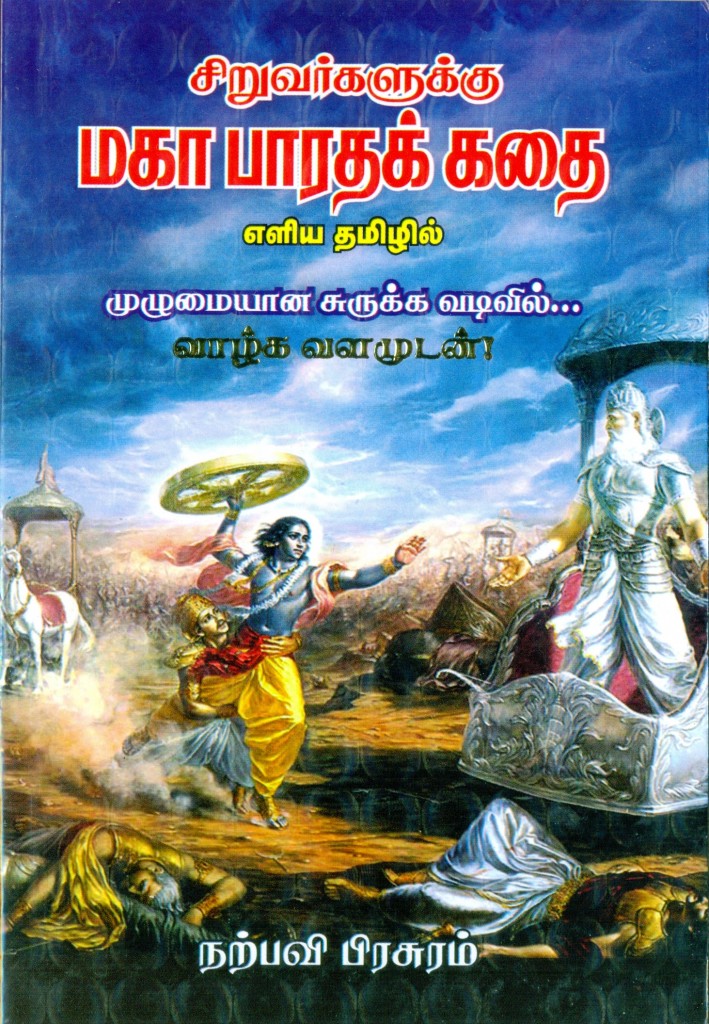 சிறுவர்களுக்கு
மகா பாரதக் கதை
எளிய தமிழில்
முழுமையான சுருக்க வடிவில்...
வாழ்க வளமுடன்!
நற்பவி பிரசுரம்